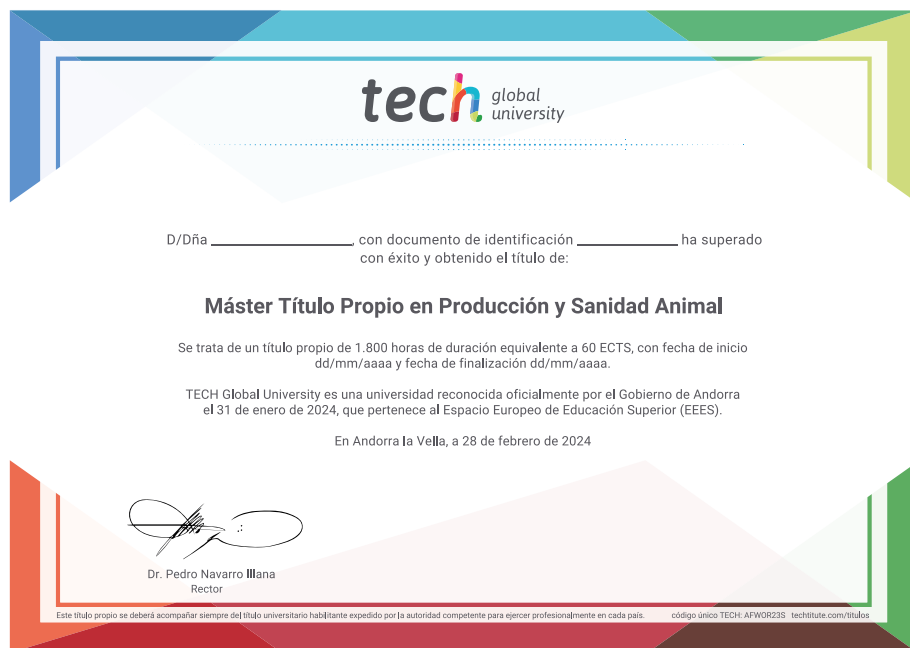 tech global university
D/Dña ____________, con documento de identificación ____________ ha superado
con éxito y obtenido el título de:
Máster Título Propio en Producción y Sanidad Animal
Se trata de un título propio de 1.800 horas de duración equivalente a 60 ECTS, con fecha de inicio
dd/mm/aaaa y fecha de finalización dd/mm/aaaa.
TECH Global University es una universidad reconocida oficialmente por el Gobierno de Andorra
el 31 de enero de 2024, que pertenece al Espacio Europeo de Educación Superior (EEES).
En Andorra la Vella, a 28 de febrero de 2024
Dr. Pedro Navarro Illana
Rector
Este título propio se deberá acompañar siempre del título universitario habilitante expedido por la autoridad competente para ejercer profesionalmente en cada país. código único TECH: AFWOR23S techtitute.com/titulos